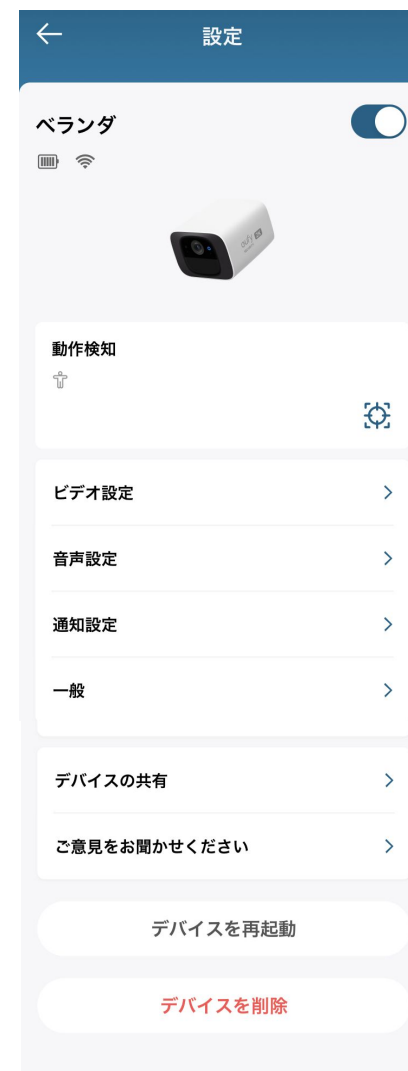 設定
ベランダ
eufy 2K
動作検知
ビデオ設定
音声設定
通知設定
一般
デバイスの共有
ご意見をお聞かせください
デバイスを再起動
デバイスを削除